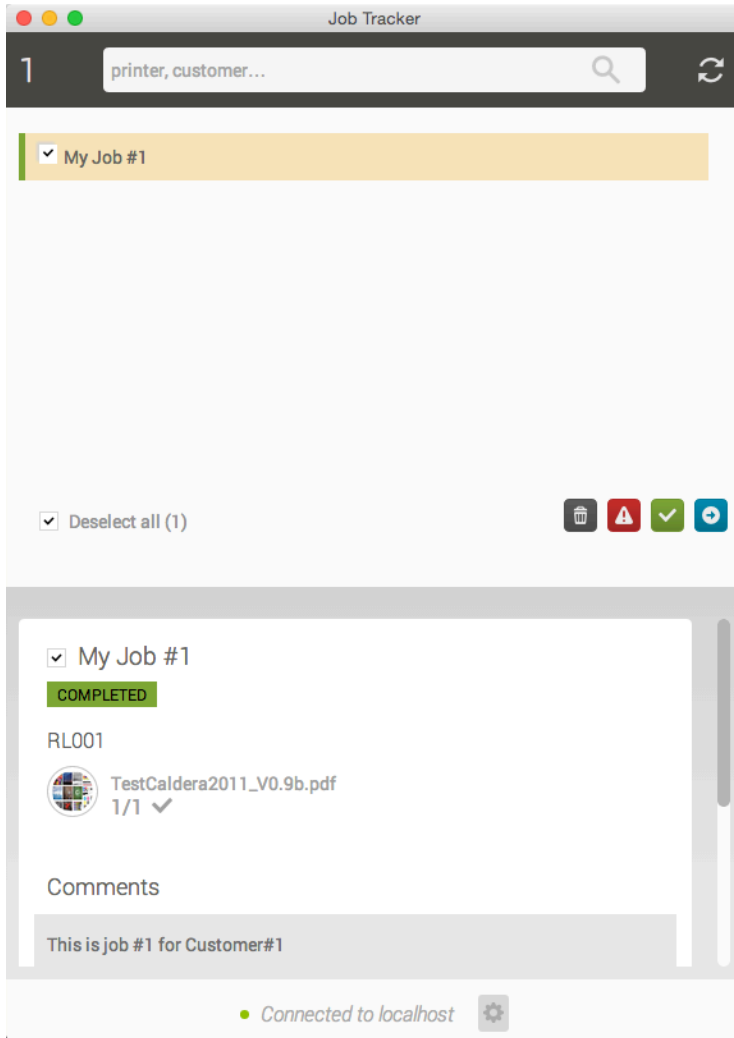 Job Tracker
1
printer, customer...
My Job #1
Deselect all (1)
My Job #1
COMPLETED
RL001
TestCaldera2011_V0.9b.pdf
1/1
Comments
This is job #1 for Customer#1
Connected to localhost